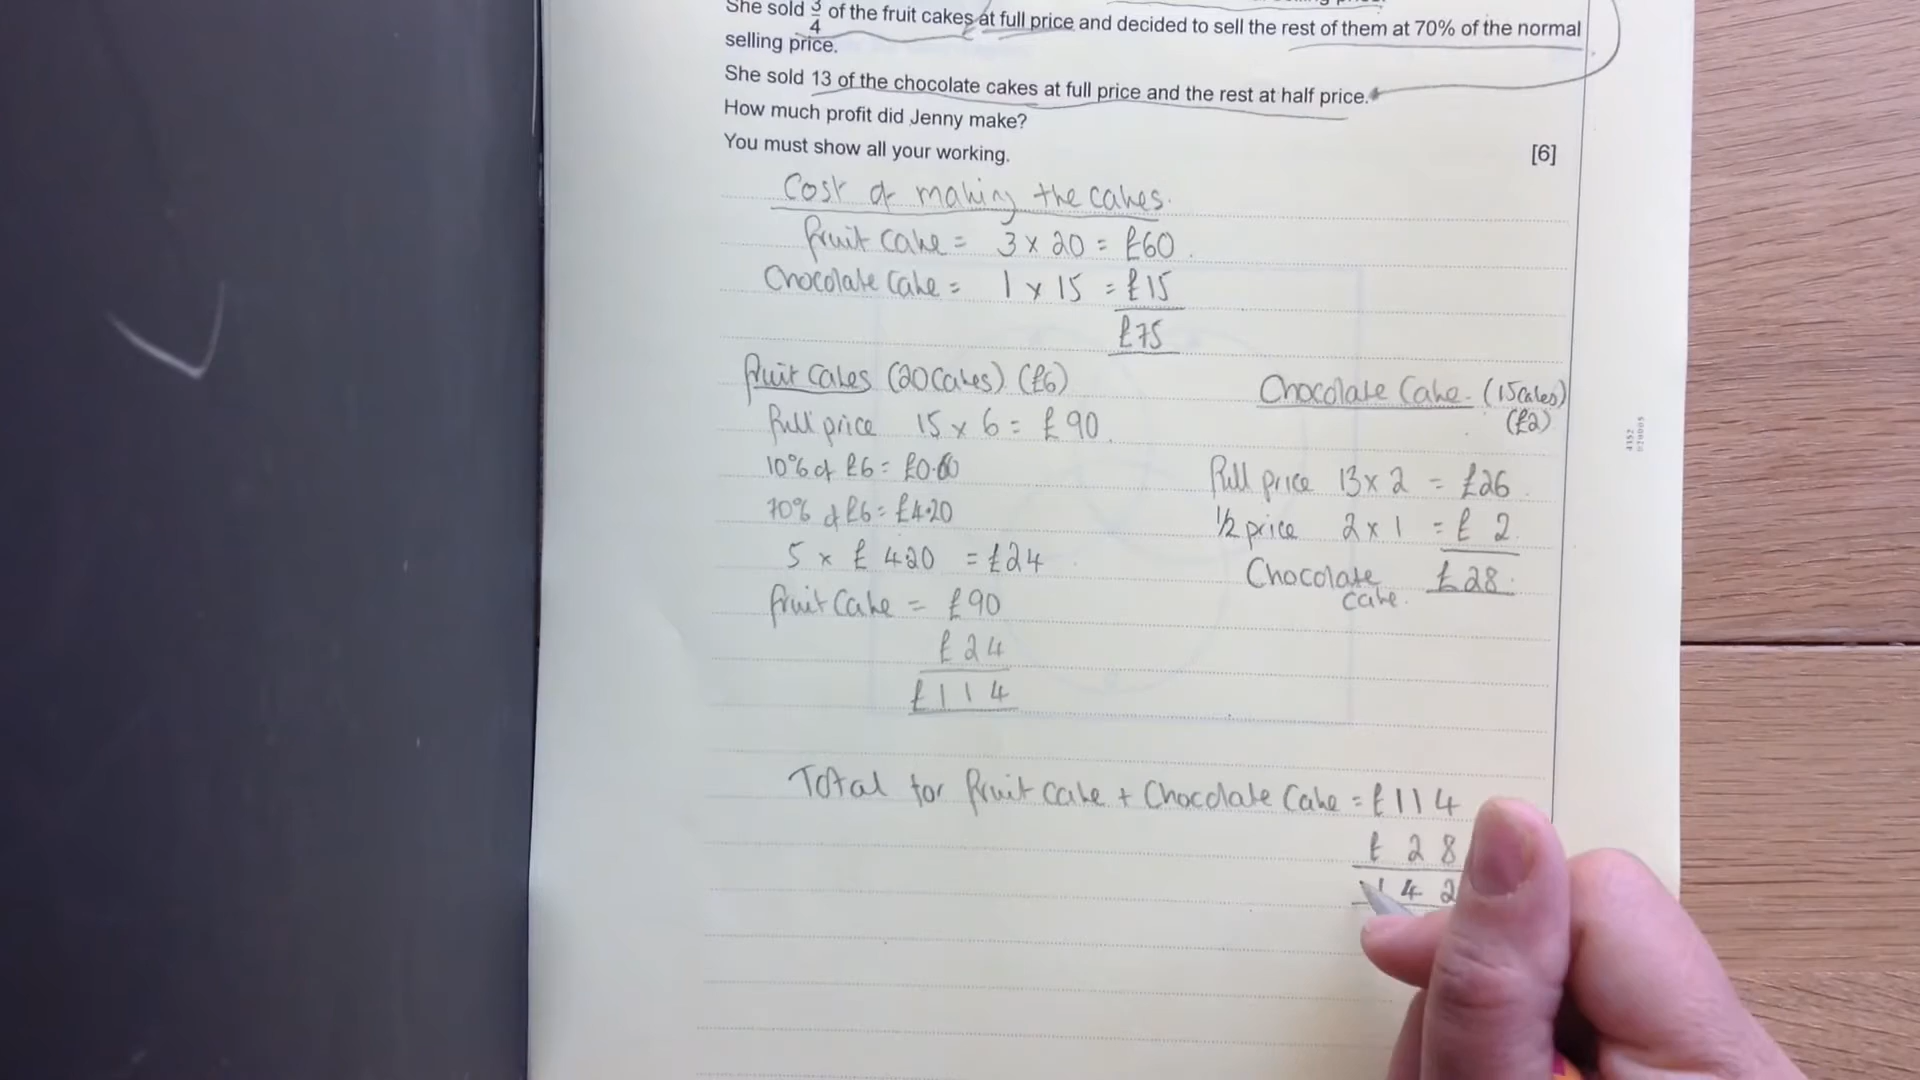 She sold 3/4 of the fruit cakes at full price and decided to sell the rest of them at 70% of the normal
selling price.
She sold 13 of the chocolate cakes at full price and the rest at half price.
How much profit did Jenny make?
You must show all your working.
[6]
Cost of making the cakes.
fruit cake = 3 x 20 = £60.
Chocolate Cake = 1 x 15 = £15
£75
fruit cakes (20 cakes) (£6)
full price 15 x 6 = £90.
10% of £6 = £0.60
70% of £6 = £4.20
5 x £4.20 = £24
fruit cake = £90
£24
£114
Chocolate Cake. (15 cakes)
(£2)
full price 13 x 2 = £26.
1/2 price 2 x 1 = £2.
Chocolate £28.
cake.
Total for fruit cake + Chocolate Cake = £114
£28
142